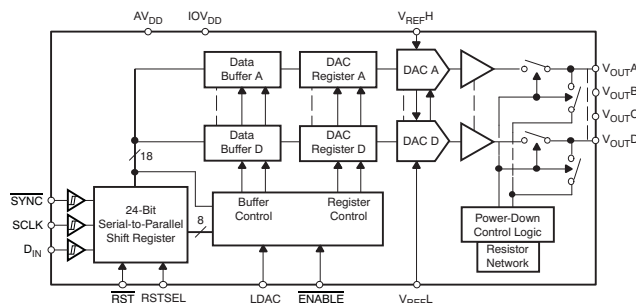 AVDD IOVDD VREFH
Data Buffer A
DAC Register A
DAC A
VOUTA
VOUTB
VOUTC
VOUTD
Data Buffer D
DAC Register D
DAC D
18
SYNC
SCLK
DIN
24-Bit Serial-to-Parallel Shift Register
8
Buffer Control
Register Control
Power-Down Control Logic
Resistor Network
RST RSTSEL LDAC ENABLE VREFL